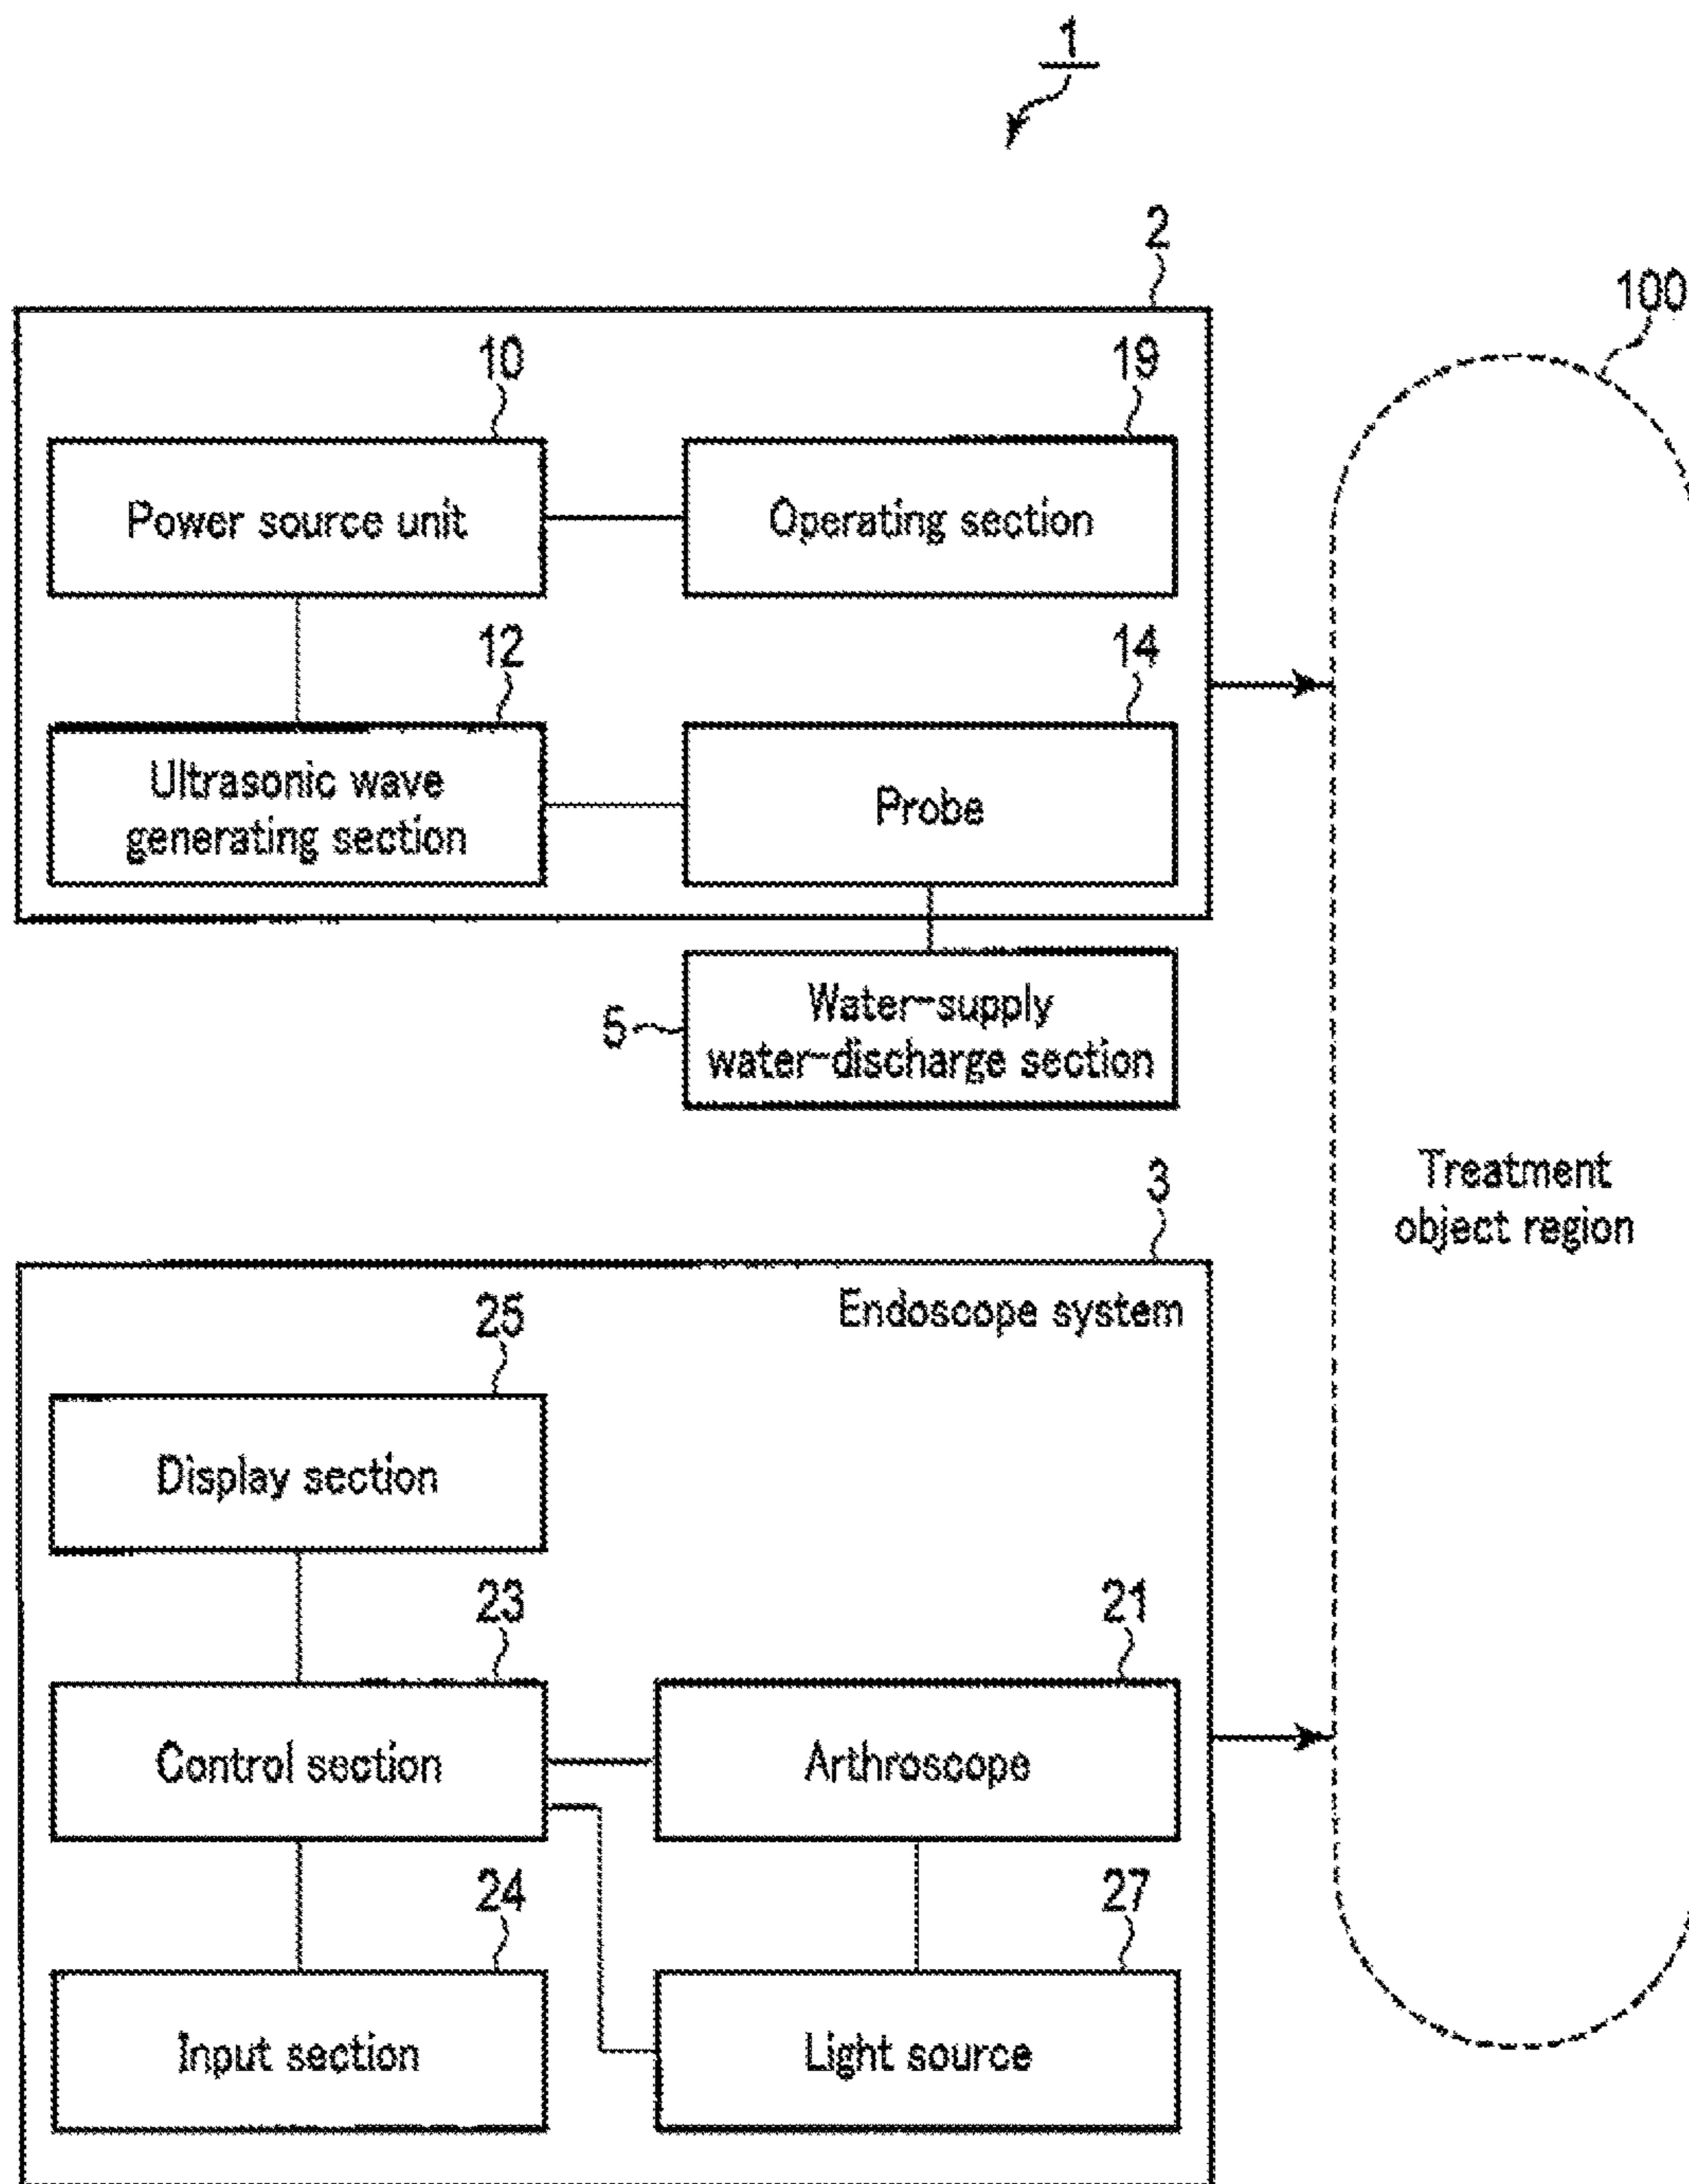 1
2
100
10
19
Power source unit
Operating section
12
14
Ultrasonic wave
generating section
Probe
5
Water-supply
water-discharge section
Treatment
object region
3
Endoscope system
25
Display section
23
21
Control section
Arthroscope
24
27
Input section
Light source